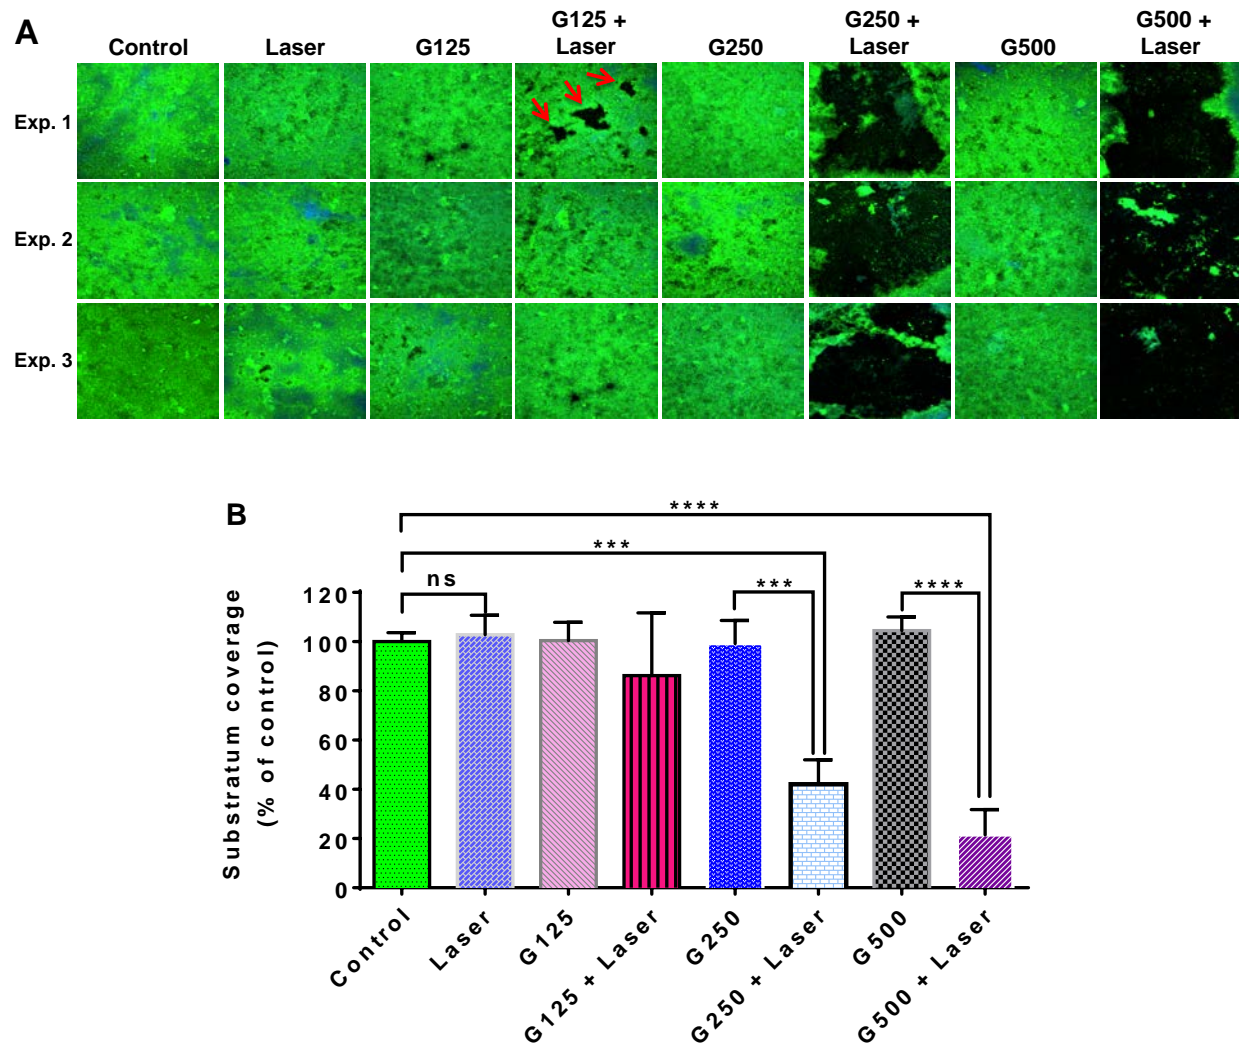 A
Control
Laser
G125
G125 +
Laser
G250
G250 +
Laser
G500
G500 +
Laser
Exp. 1
Exp. 2
Exp. 3
B
****
***
ns
***
****
Substratum coverage
(% of control)
120
100
80
60
40
20
0
Control
Laser
G125
G125 + Laser
G250
G250 + Laser
G500
G500 + Laser